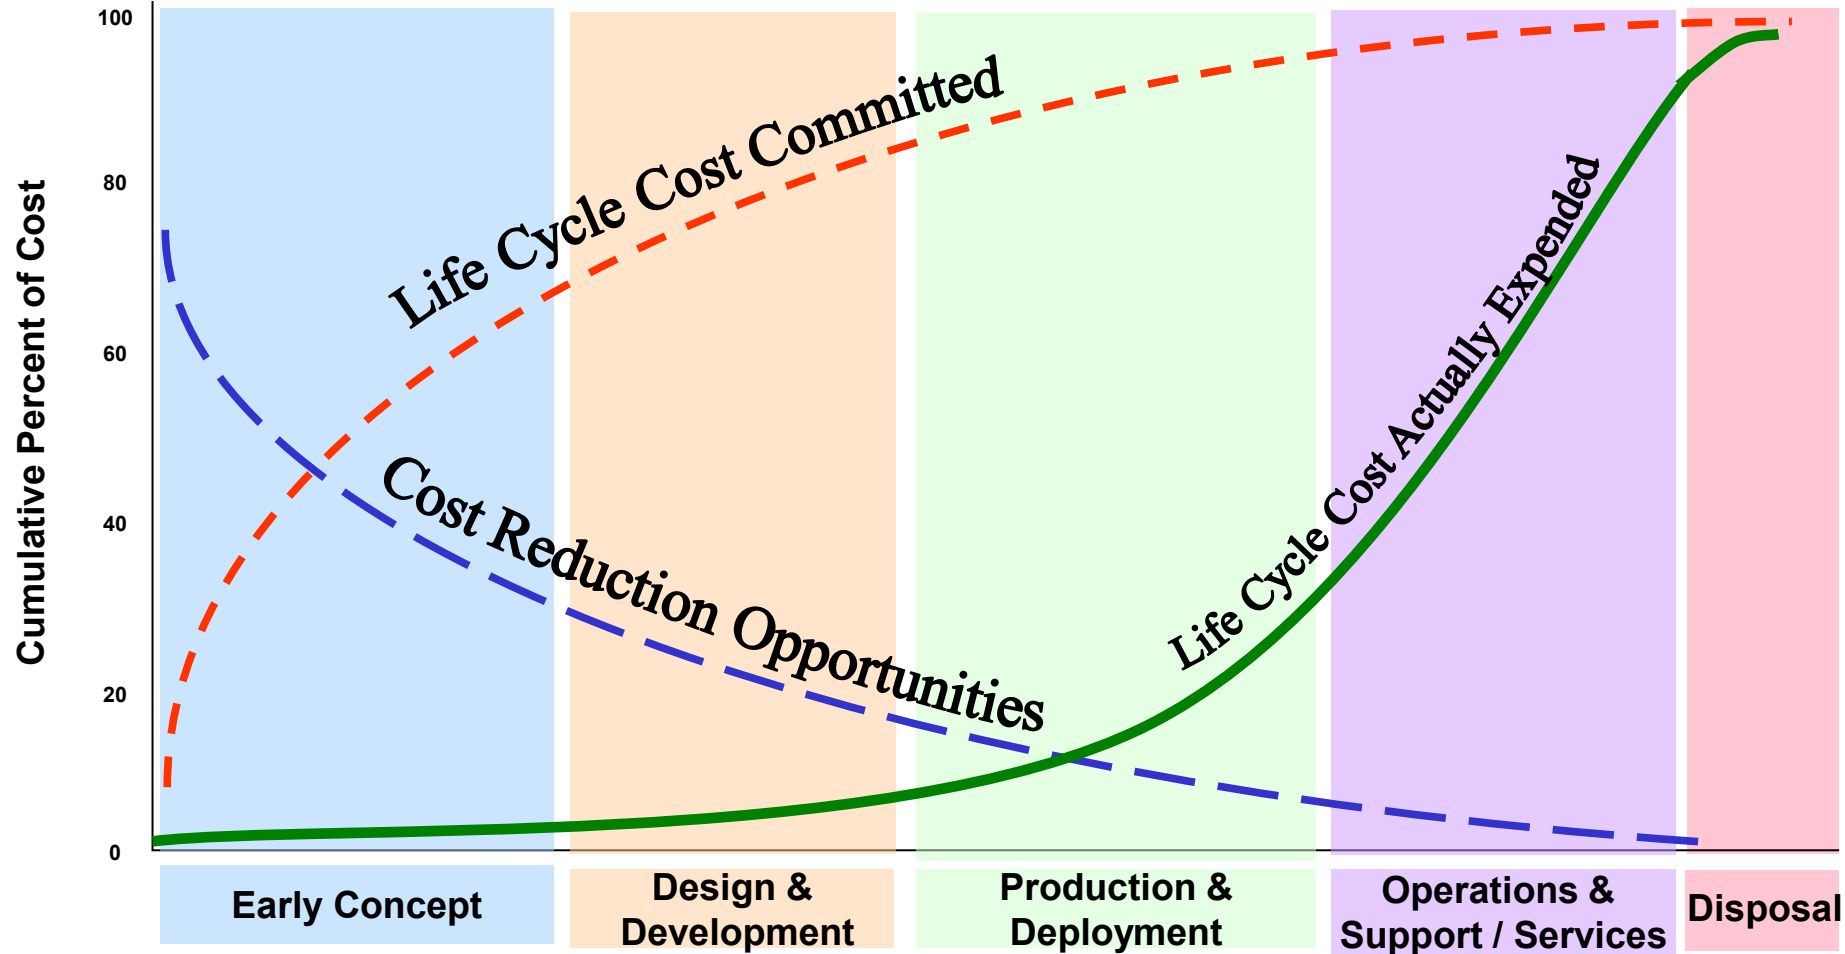 Cumulative Percent of Cost
100
80
60
40
20
0
Life Cycle Cost Committed
Cost Reduction Opportunities
Life Cycle Cost Actually Expended
Early Concept
Design &
Development
Production &
Deployment
Operations &
Support / Services
Disposal